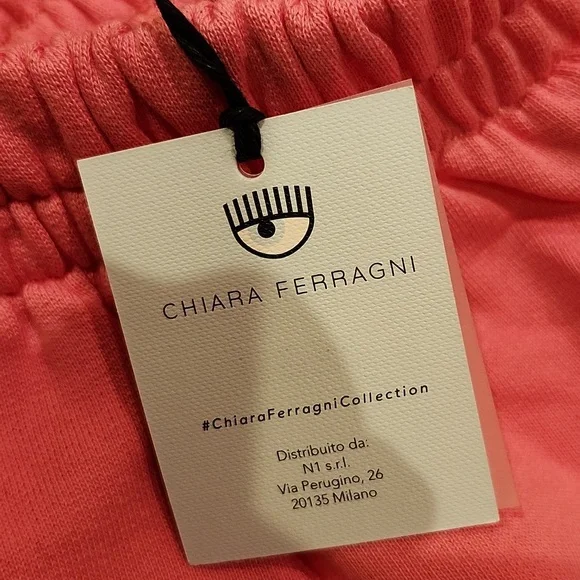 CHIARA FERRAGNI
#ChiaraFerragniCollection
Distribuito da:
N1 s.r.l.
Via Perugino, 26
20135 Milano